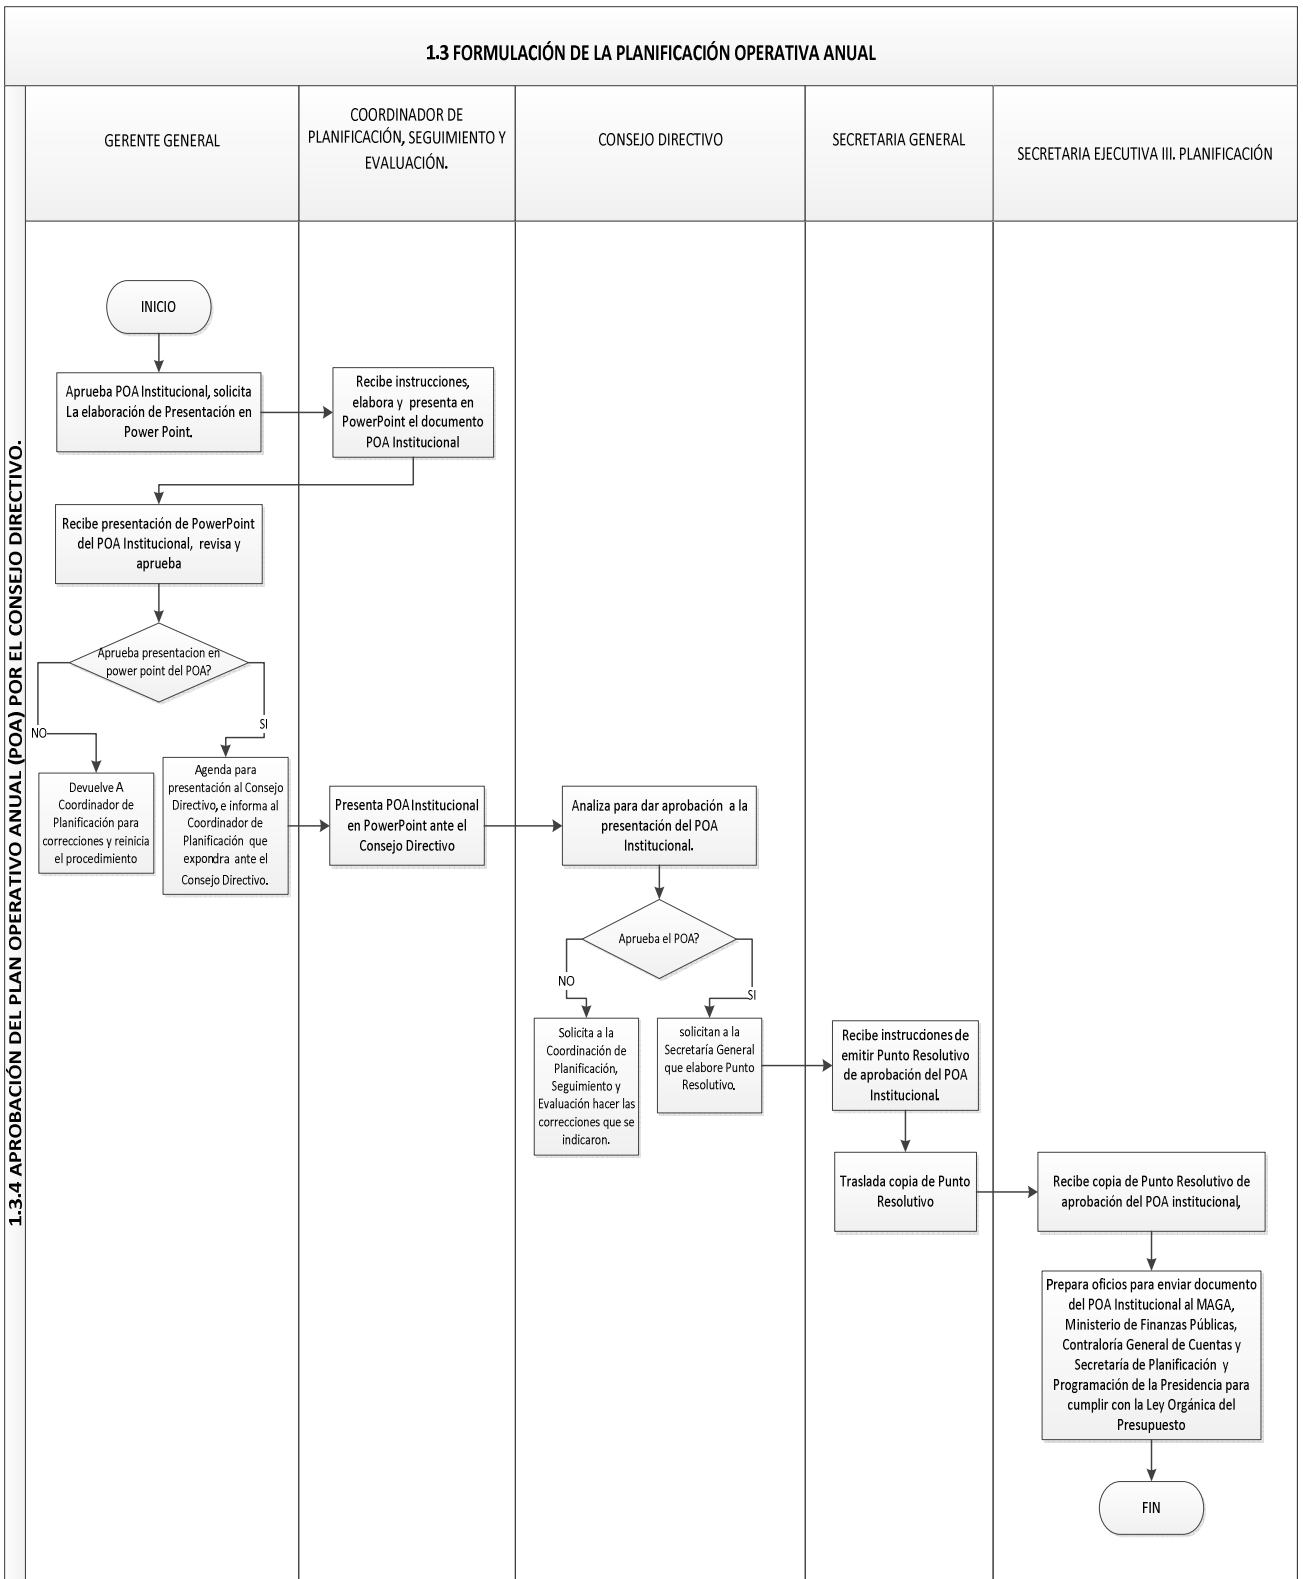 1.3 FORMULACIÓN DE LA PLANIFICACIÓN OPERATIVA ANUAL
1.3.4 APROBACIÓN DEL PLAN OPERATIVO ANUAL (POA) POR EL CONSEJO DIRECTIVO.
GERENTE GENERAL
COORDINADOR DE
PLANIFICACIÓN, SEGUIMIENTO Y
EVALUACIÓN.
CONSEJO DIRECTIVO
SECRETARIA GENERAL
SECRETARIA EJECUTIVA III. PLANIFICACIÓN
INICIO
Aprueba POA Institucional, solicita
La elaboración de Presentación en
Power Point.
Recibe instrucciones,
elabora y presenta en
PowerPoint el documento
POA Institucional
Recibe presentación de PowerPoint
del POA Institucional, revisa y
aprueba
Aprueba presentacion en
power point del POA?
NO
SI
Devuelve A
Coordinador de
Planificación para
correcciones y reinicia
el procedimiento
Agenda para
presentación al Consejo
Directivo, e informa al
Coordinador de
Planificación que
expondra ante el
Consejo Directivo.
Presenta POA Institucional
en PowerPoint ante el
Consejo Directivo
Analiza para dar aprobación a la
presentación del POA
Institucional.
Aprueba el POA?
NO
SI
Solicita a la
Coordinación de
Planificación,
Seguimiento y
Evaluación hacer las
correcciones que se
indicaron.
solicitan a la
Secretaría General
que elabore Punto
Resolutivo.
Recibe instrucciones de
emitir Punto Resolutivo
de aprobación del POA
Institucional.
Traslada copia de Punto
Resolutivo
Recibe copia de Punto Resolutivo de
aprobación del POA institucional,
Prepara oficios para enviar documento
del POA Institucional al MAGA,
Ministerio de Finanzas Públicas,
Contraloría General de Cuentas y
Secretaría de Planificación y
Programación de la Presidencia para
cumplir con la Ley Orgánica del
Presupuesto
FIN